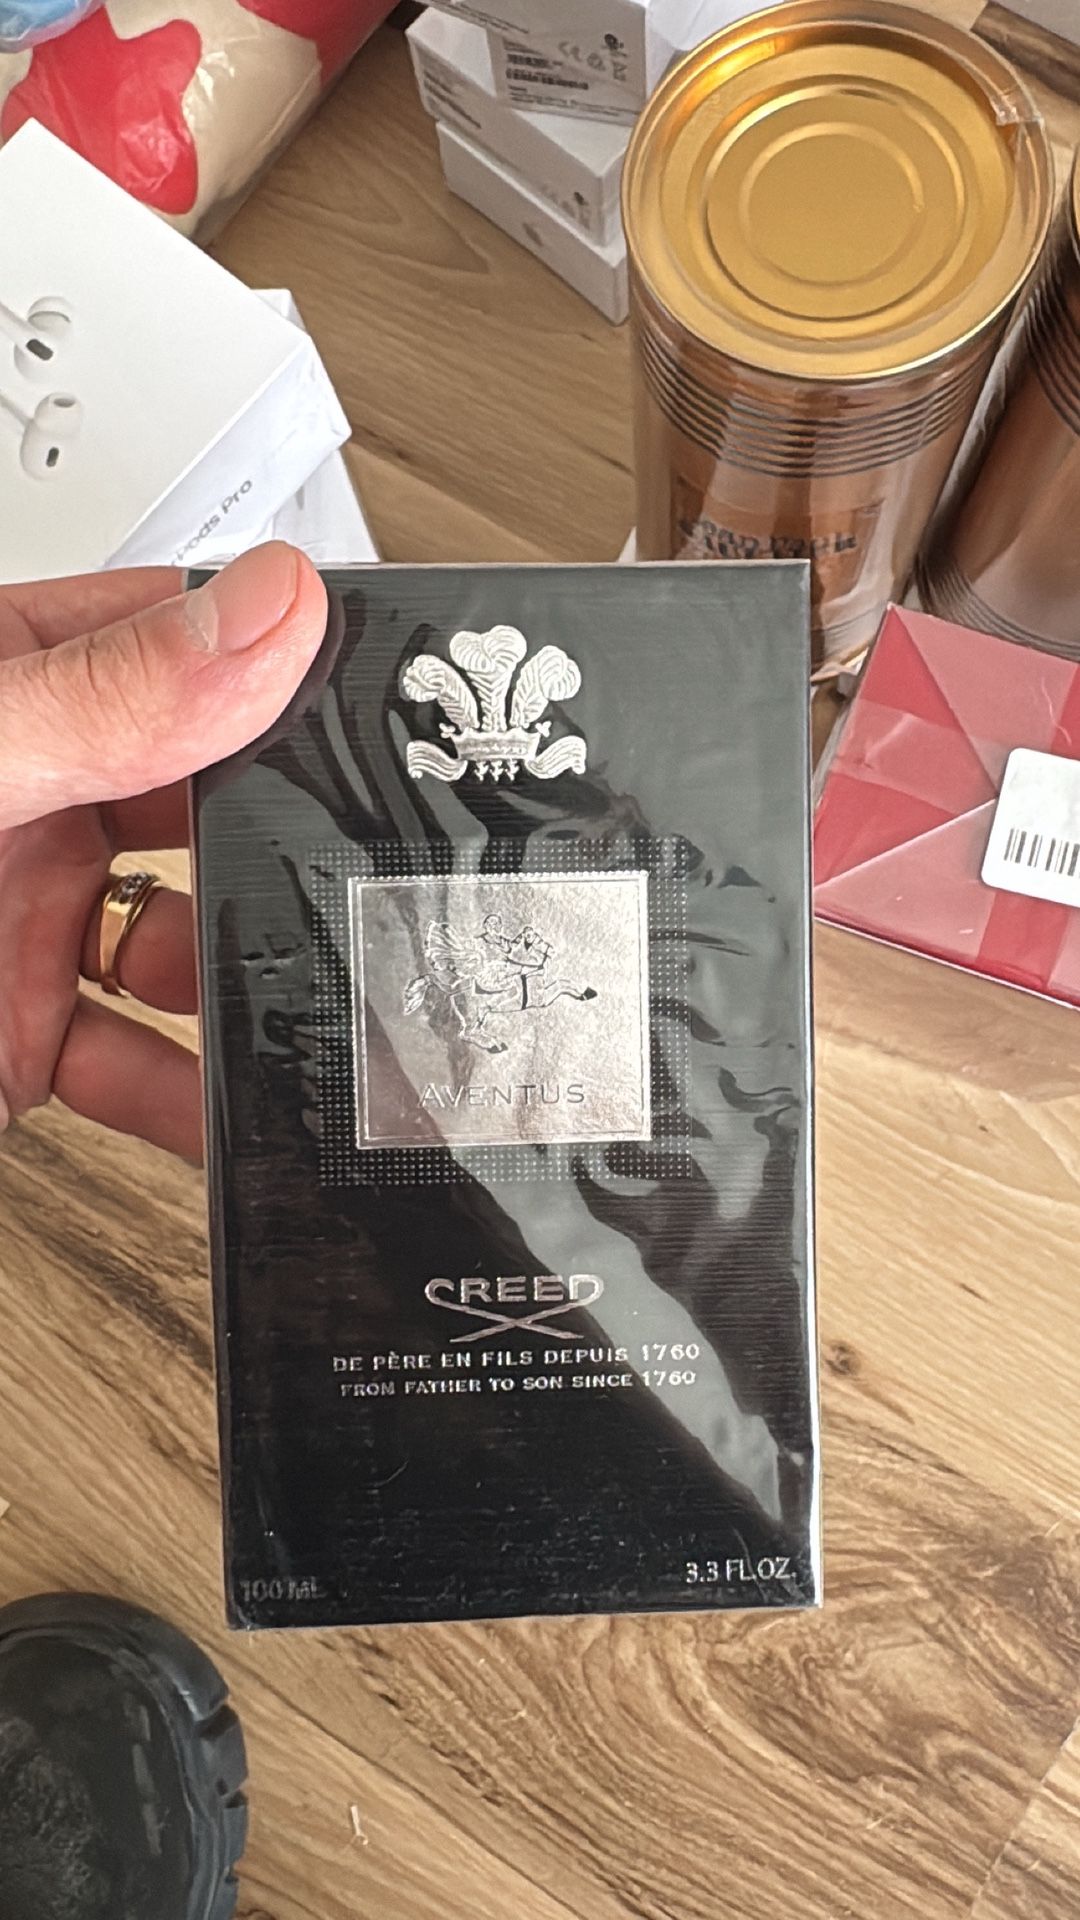 AVENTUS
CREED
DE PÈRE EN FILS DEPUIS 1760
FROM FATHER TO SON SINCE 1760
100 ML
3.3 FL.OZ.
Pro